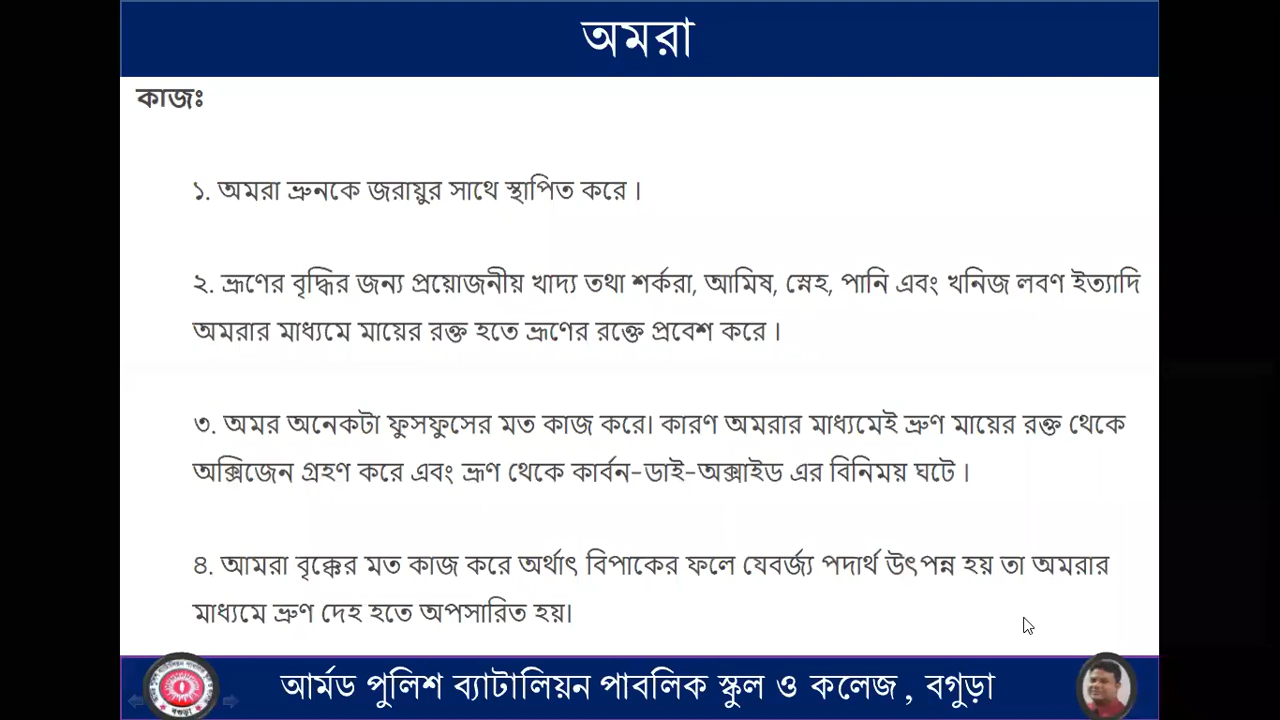 অমরা
কাজঃ
১. অমরা ভ্রুনকে জরায়ুর সাথে স্থাপিত করে ।
২. ভ্রূণের বৃদ্ধির জন্য প্রয়োজনীয় খাদ্য তথা শর্করা, আমিষ, স্নেহ, পানি এবং খনিজ লবণ ইত্যাদি
অমরার মাধ্যমে মায়ের রক্ত হতে ভ্রূণের রক্তে প্রবেশ করে ।
৩. অমর অনেকটা ফুসফুসের মত কাজ করে। কারণ অমরার মাধ্যমেই ভ্রুণ মায়ের রক্ত থেকে
অক্সিজেন গ্রহণ করে এবং ভ্রূণ থেকে কার্বন-ডাই-অক্সাইড এর বিনিময় ঘটে ।
৪. আমরা বৃক্কের মত কাজ করে অর্থাৎ বিপাকের ফলে যেবর্জ্য পদার্থ উৎপন্ন হয় তা অমরার
মাধ্যমে ভ্রুণ দেহ হতে অপসারিত হয়।
আর্মড পুলিশ ব্যাটালিয়ন পাবলিক স্কুল ও কলেজ , বগুড়া
বগুড়া